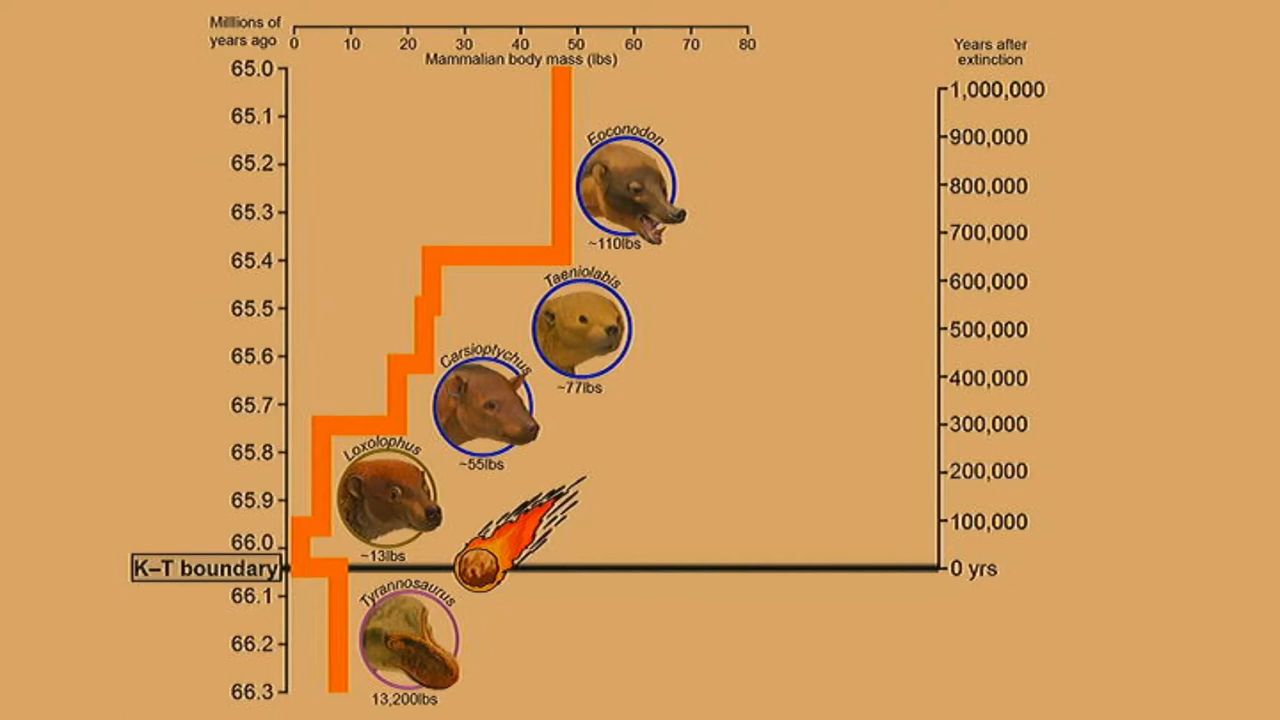 Milllions of
years ago
0 10 20 30 40 50 60 70 80
Mammalian body mass (lbs)
Years after
extinction
65.0
65.1
65.2
65.3
65.4
65.5
65.6
65.7
65.8
65.9
66.0
K–T boundary
66.1
66.2
66.3
Eoconodon
~110lbs
Taeniolabis
~77lbs
Carsioptychus
~55lbs
Loxolophus
~13lbs
Tyrannosaurus
13,200lbs
1,000,000
900,000
800,000
700,000
600,000
500,000
400,000
300,000
200,000
100,000
0 yrs